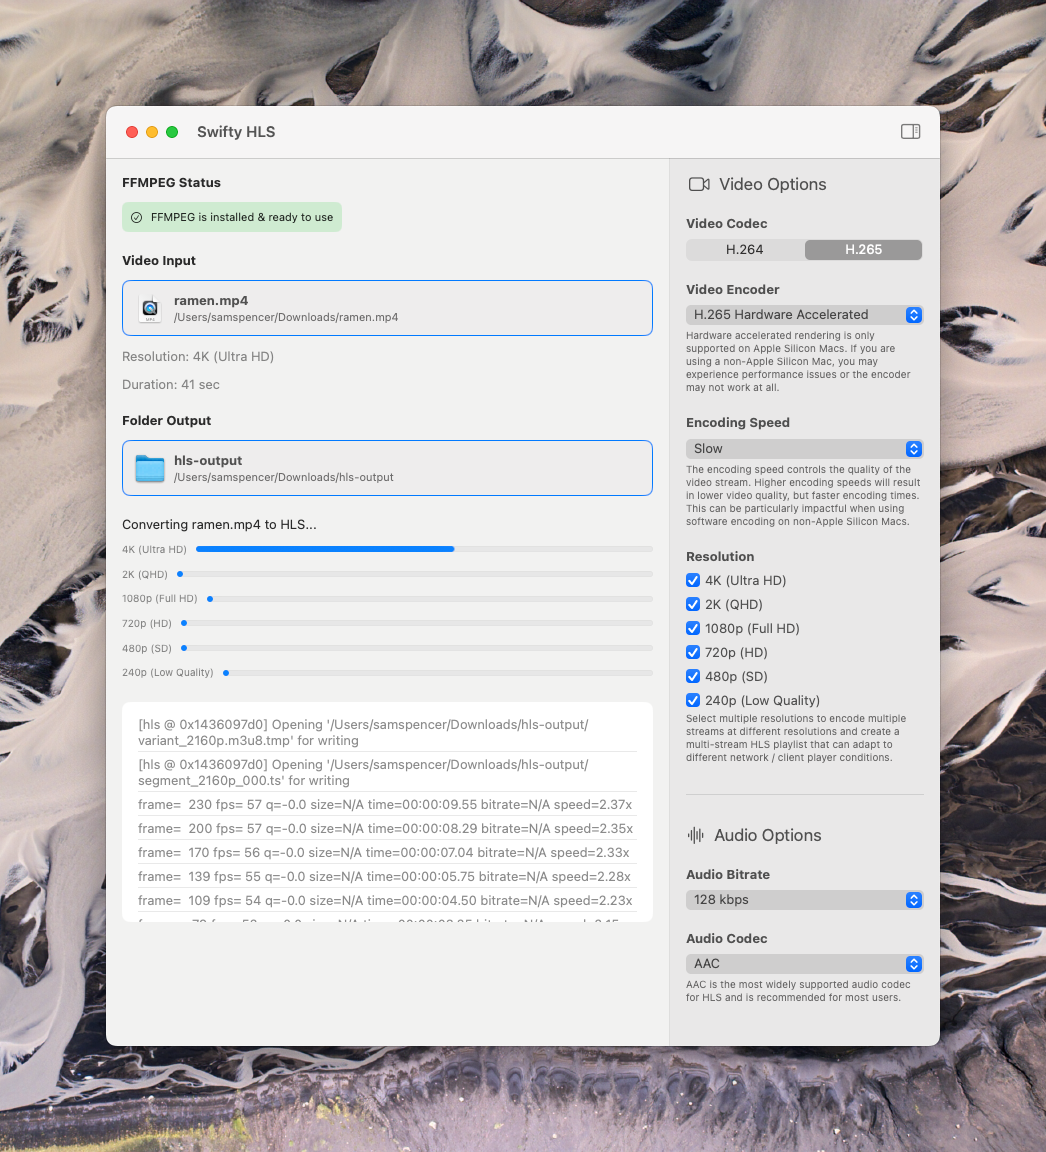 Swifty HLS
FFMPEG Status
FFMPEG is installed & ready to use
Video Input
ramen.mp4
/Users/samspencer/Downloads/ramen.mp4
Resolution: 4K (Ultra HD)
Duration: 41 sec
Folder Output
hls-output
/Users/samspencer/Downloads/hls-output
Converting ramen.mp4 to HLS...
4K (Ultra HD)
2K (QHD)
1080p (Full HD)
720p (HD)
480p (SD)
240p (Low Quality)
[hls @ 0x1436097d0] Opening '/Users/samspencer/Downloads/hls-output/
variant_2160p.m3u8.tmp' for writing
[hls @ 0x1436097d0] Opening '/Users/samspencer/Downloads/hls-output/
segment_2160p_000.ts' for writing
frame=  230 fps= 57 q=-0.0 size=N/A time=00:00:09.55 bitrate=N/A speed=2.37x
frame=  200 fps= 57 q=-0.0 size=N/A time=00:00:08.29 bitrate=N/A speed=2.35x
frame=  170 fps= 56 q=-0.0 size=N/A time=00:00:07.04 bitrate=N/A speed=2.33x
frame=  139 fps= 55 q=-0.0 size=N/A time=00:00:05.75 bitrate=N/A speed=2.28x
frame=  109 fps= 54 q=-0.0 size=N/A time=00:00:04.50 bitrate=N/A speed=2.23x
Video Options
Video Codec
H.264 H.265
Video Encoder
H.265 Hardware Accelerated
Hardware accelerated rendering is only
supported on Apple Silicon Macs. If you are
using a non-Apple Silicon Mac, you may
experience performance issues or the encoder
may not work at all.
Encoding Speed
Slow
The encoding speed controls the quality of the
video stream. Higher encoding speeds will result
in lower video quality, but faster encoding times.
This can be particularly impactful when using
software encoding on non-Apple Silicon Macs.
Resolution
4K (Ultra HD)
2K (QHD)
1080p (Full HD)
720p (HD)
480p (SD)
240p (Low Quality)
Select multiple resolutions to encode multiple
streams at different resolutions and create a
multi-stream HLS playlist that can adapt to
different network / client player conditions.
Audio Options
Audio Bitrate
128 kbps
Audio Codec
AAC
AAC is the most widely supported audio codec
for HLS and is recommended for most users.